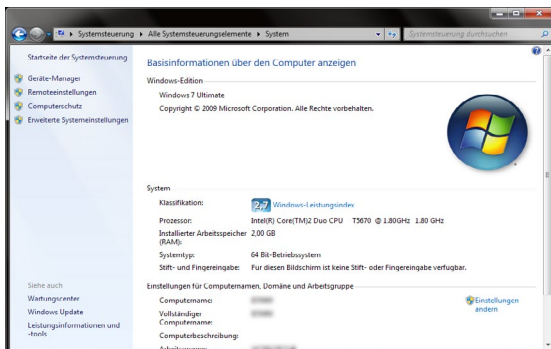 Systemsteuerung ▸ Alle Systemsteuerungselemente ▸ System
Systemsteuerung durchsuchen
Startseite der Systemsteuerung
Geräte-Manager
Remoteeinstellungen
Computerschutz
Erweiterte Systemeinstellungen
Siehe auch
Wartungscenter
Windows Update
Leistungsinformationen und
-tools
Basisinformationen über den Computer anzeigen
Windows-Edition
Windows 7 Ultimate
Copyright © 2009 Microsoft Corporation. Alle Rechte vorbehalten.
System
Klassifikation: 2,7 Windows-Leistungsindex
Prozessor: Intel(R) Core(TM)2 Duo CPU T5670 @ 1.80GHz 1.80 GHz
Installierter Arbeitsspeicher 2,00 GB
(RAM):
Systemtyp: 64 Bit-Betriebssystem
Stift- und Fingereingabe: Für diesen Bildschirm ist keine Stift- oder Fingereingabe verfügbar.
Einstellungen für Computernamen, Domäne und Arbeitsgruppe
Computername:
Einstellungen
ändern
Vollständiger
Computername:
Computerbeschreibung: